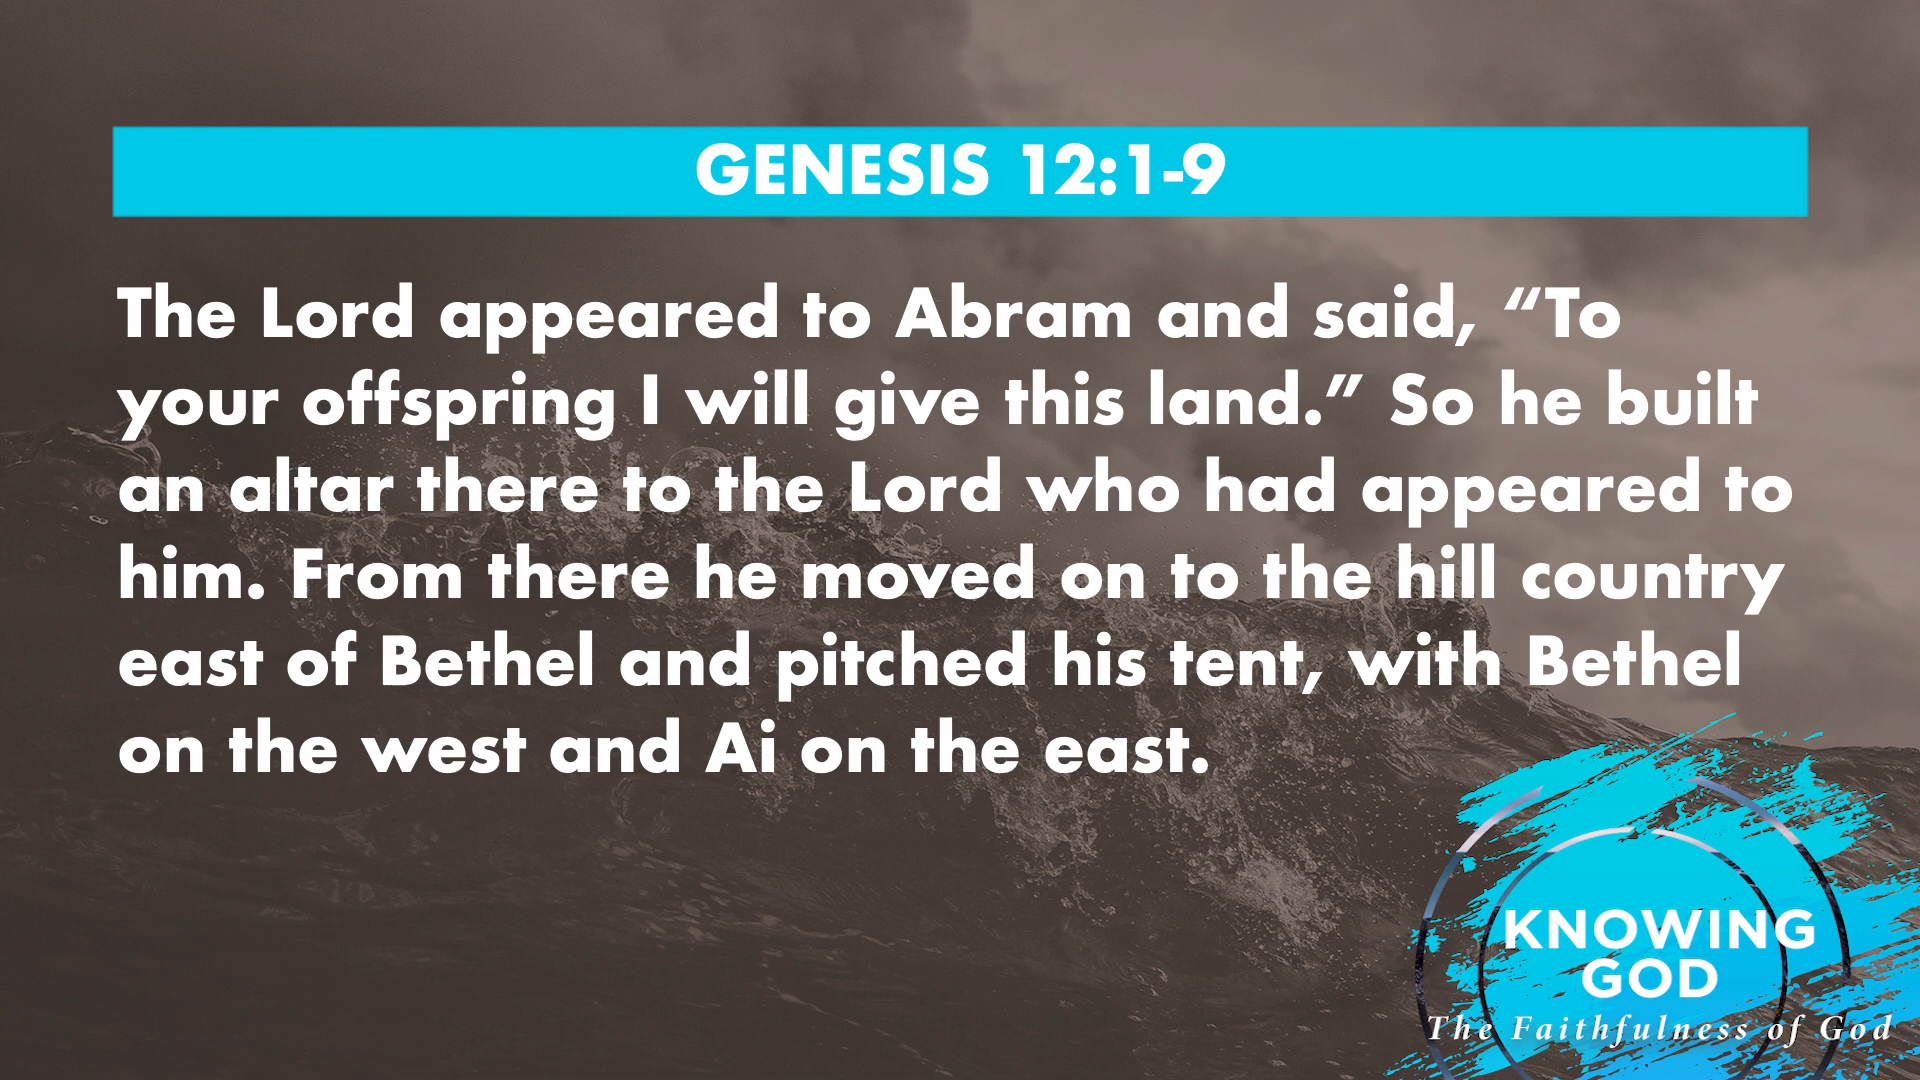 GENESIS 12:1-9
The Lord appeared to Abram and said, “To
your offspring I will give this land.” So he built
an altar there to the Lord who had appeared to
him. From there he moved on to the hill country
east of Bethel and pitched his tent, with Bethel
on the west and Ai on the east.
KNOWING
GOD
The Faithfulness of God